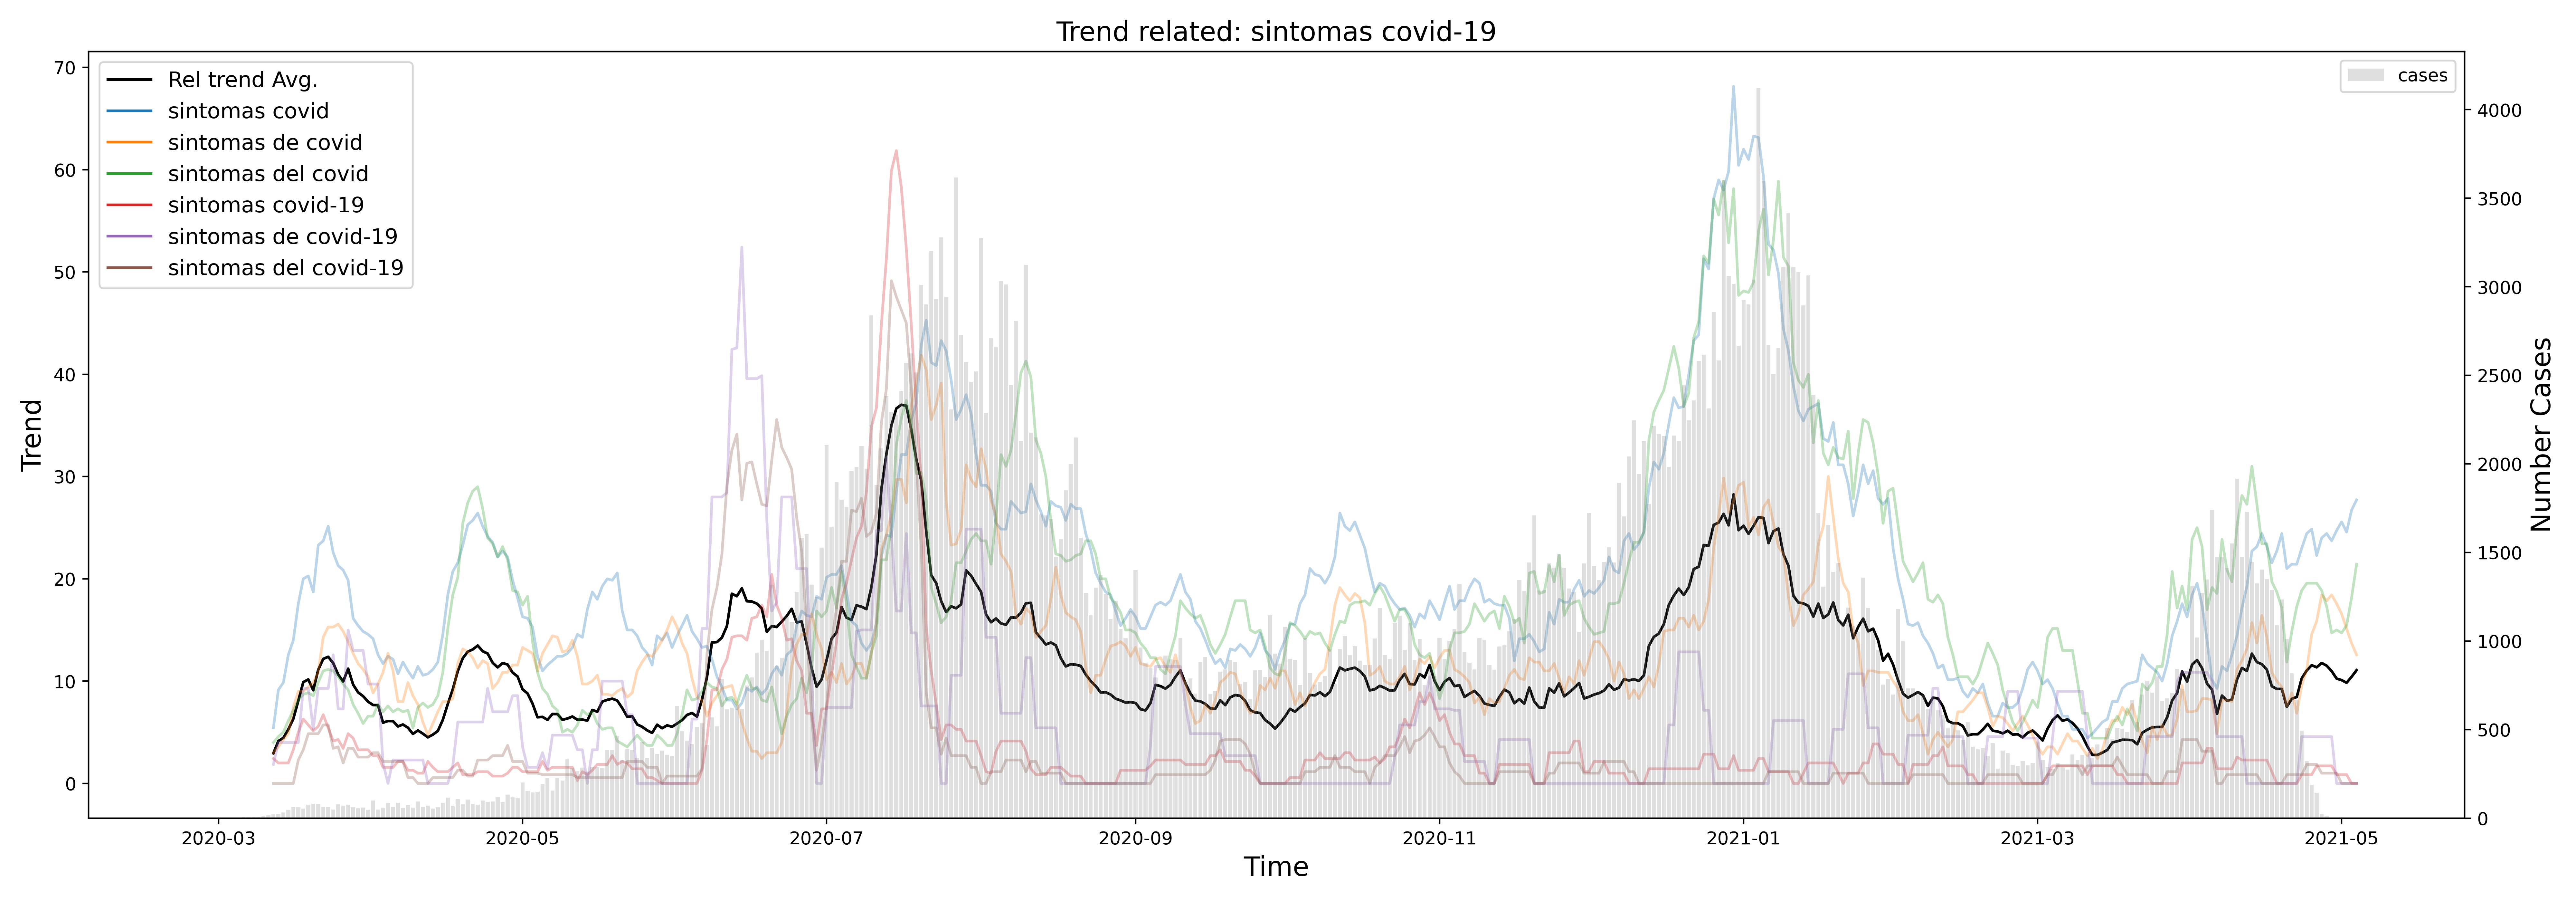 Trend related: sintomas covid-19
70
60
50
40
30
20
10
0
Trend
Rel trend Avg.
sintomas covid
sintomas de covid
sintomas del covid
sintomas covid-19
sintomas de covid-19
sintomas del covid-19
cases
4000
3500
3000
2500
2000
1500
1000
500
0
Number Cases
2020-03 2020-05 2020-07 2020-09 2020-11 2021-01 2021-03 2021-05
Time